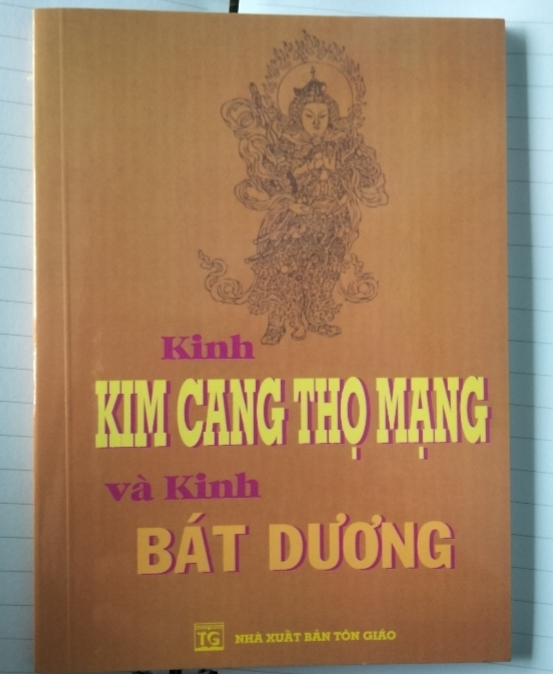 Kinh
KIM CANG THỌ MẠNG
và Kinh
BÁT DƯƠNG
TG NHÀ XUẤT BẢN TÔN GIÁO